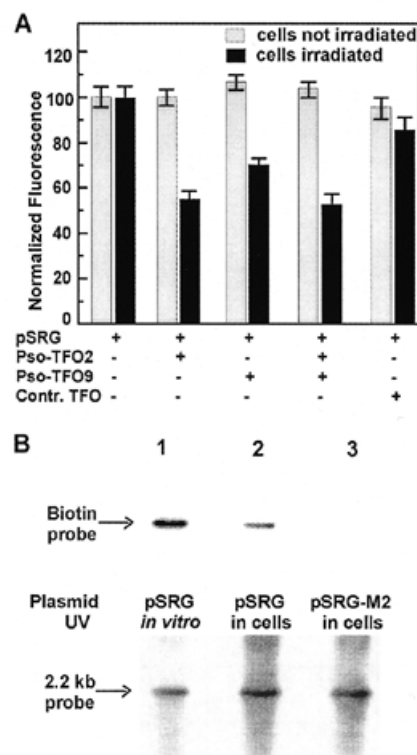 A
cells not irradiated
cells irradiated
Normalized Fluorescence
120
100
80
60
40
20
0
pSRG + + + + +
Pso-TFO2 - + - + -
Pso-TFO9 - - + + -
Contr. TFO - - - - +
B
1 2 3
Biotin
probe
Plasmid pSRG pSRG pSRG-M2
UV in vitro in cells in cells
2.2 kb
probe